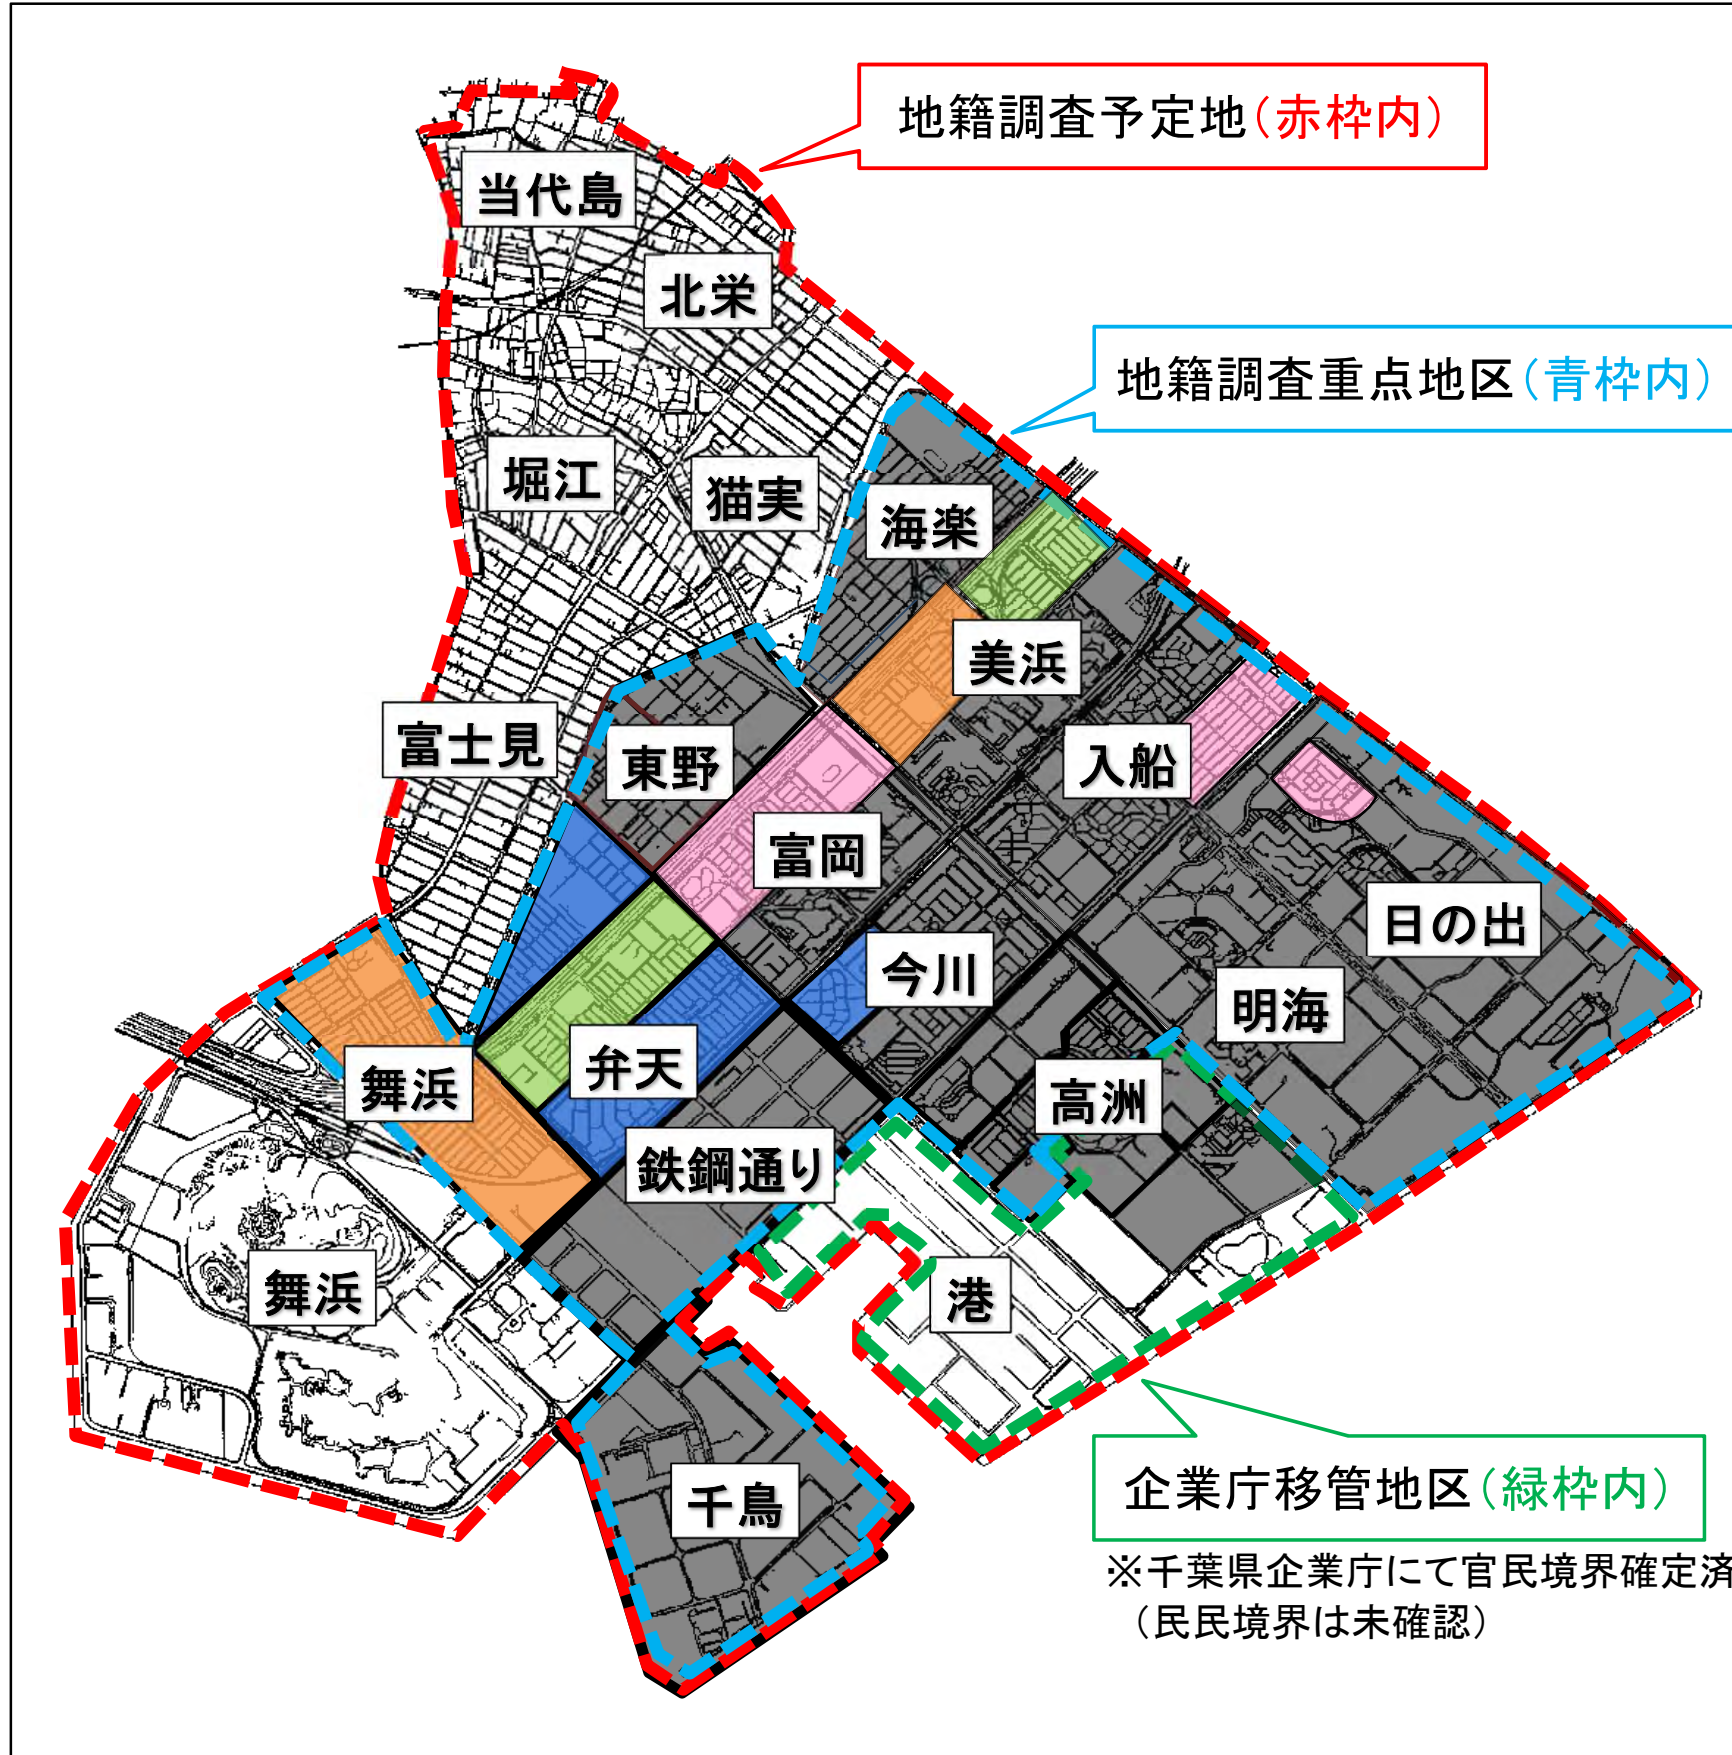 地籍調査予定地(赤枠内)
当代島
北栄
地籍調査重点地区(青枠内)
堀江
猫実
海楽
美浜
富士見
東野
入船
富岡
日の出
今川
明海
舞浜
弁天
高洲
鉄鋼通り
舞浜
港
企業庁移管地区(緑枠内)
千鳥
※千葉県企業庁にて官民境界確定済
(民民境界は未確認)